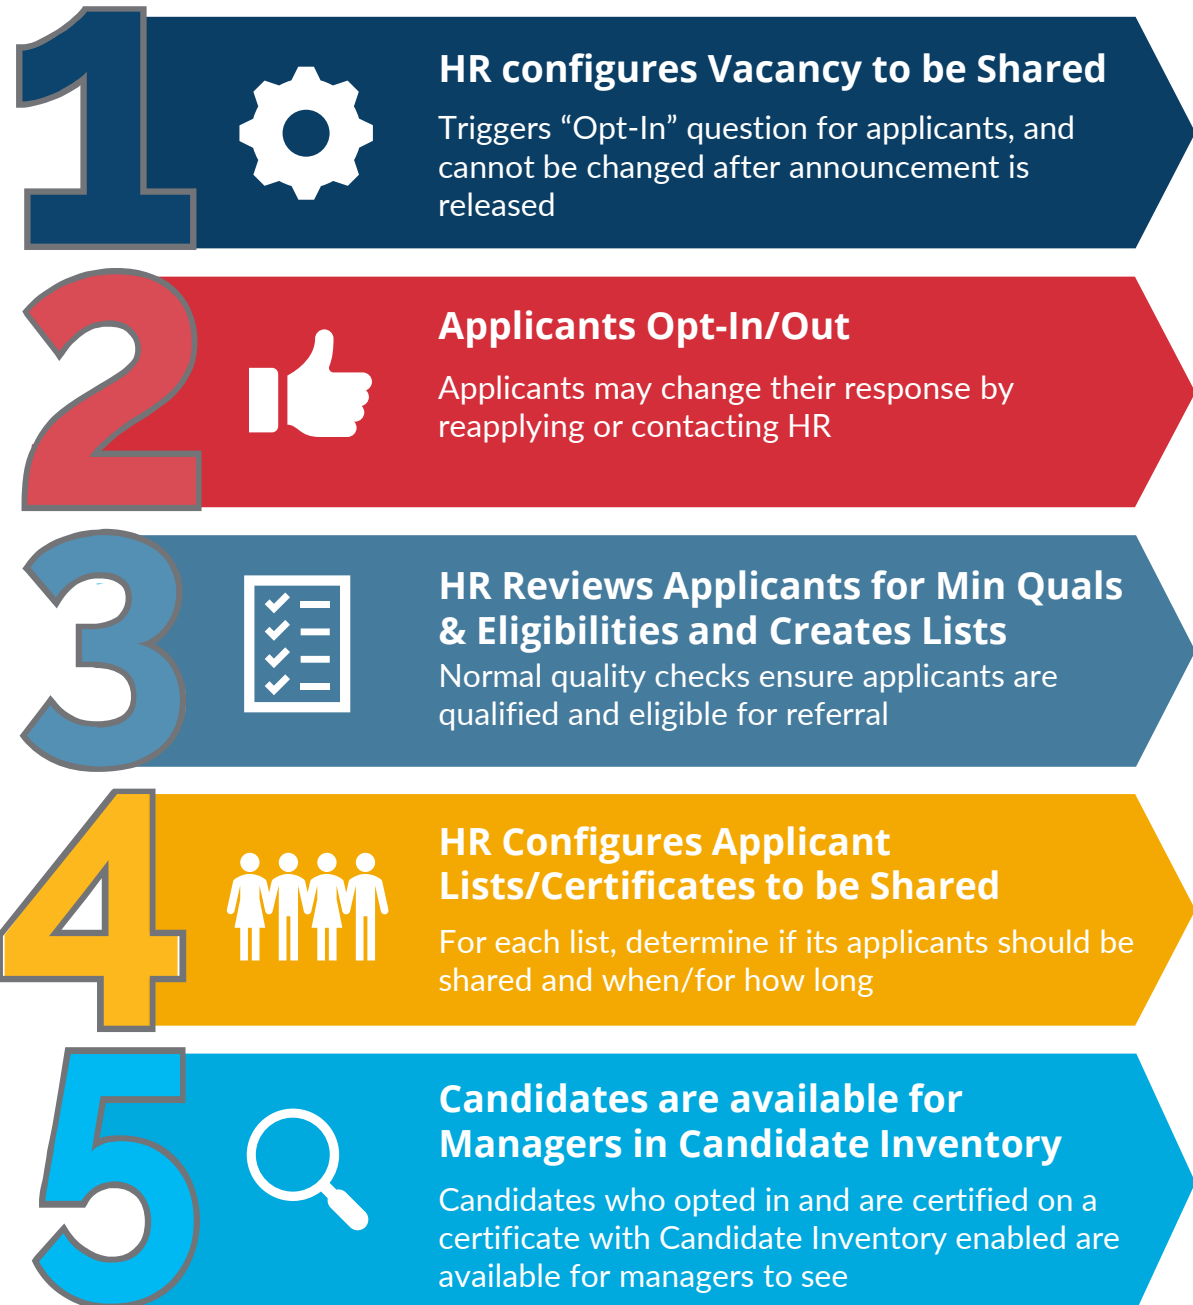 1
HR configures Vacancy to be Shared
Triggers “Opt-In” question for applicants, and
cannot be changed after announcement is
released
2
Applicants Opt-In/Out
Applicants may change their response by
reapplying or contacting HR
3
HR Reviews Applicants for Min Quals
& Eligibilities and Creates Lists
Normal quality checks ensure applicants are
qualified and eligible for referral
4
HR Configures Applicant
Lists/Certificates to be Shared
For each list, determine if its applicants should be
shared and when/for how long
5
Candidates are available for
Managers in Candidate Inventory
Candidates who opted in and are certified on a
certificate with Candidate Inventory enabled are
available for managers to see